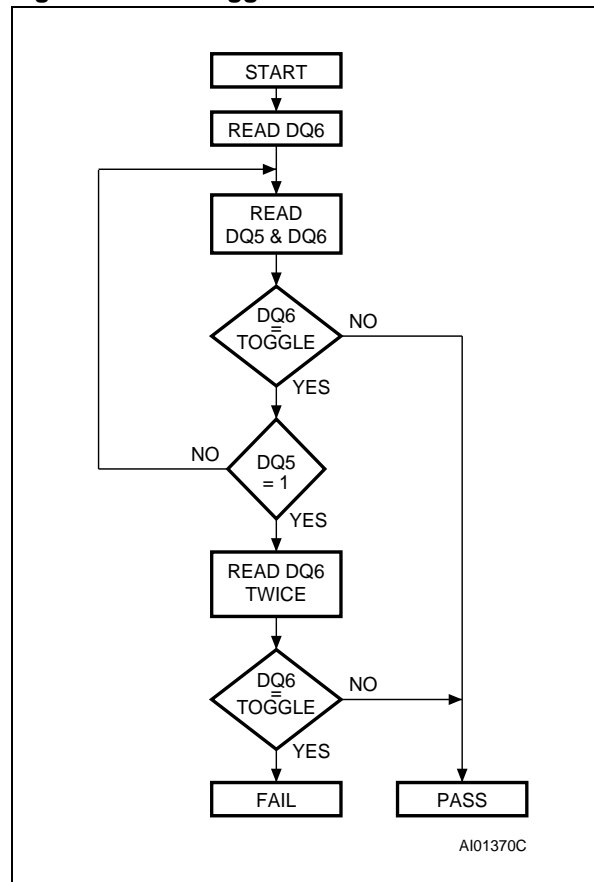 START
READ DQ6
READ
DQ5 & DQ6
DQ6
=
TOGGLE
NO
YES
NO
DQ5
= 1
YES
READ DQ6
TWICE
DQ6
=
TOGGLE
NO
YES
FAIL
PASS
AI01370C